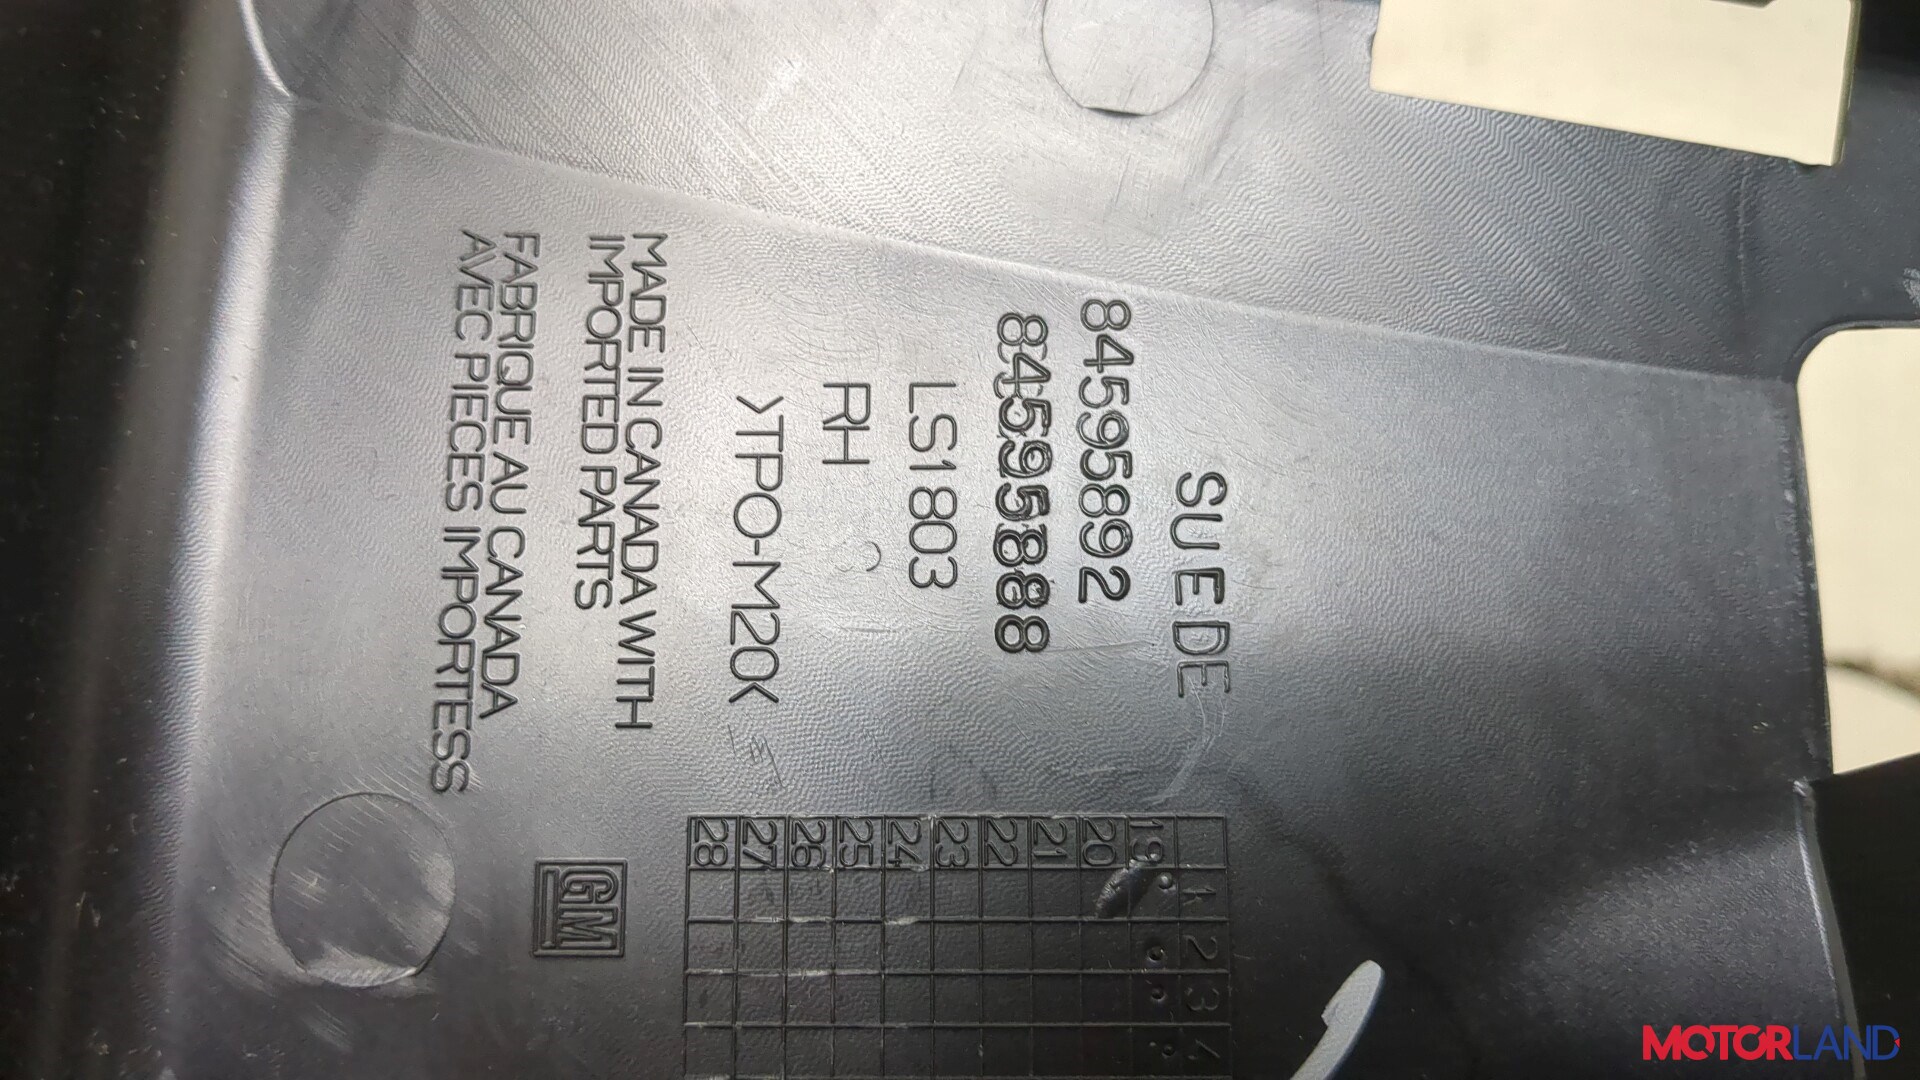 SUEDE
84595892
84595888
LS1803
RH
>TPO-M20<
MADE IN CANADA WITH
IMPORTED PARTS
FABRIQUE AU CANADA
AVEC PIECES IMPORTEES
1 2 3 4
19
20
21
22
23
24
25
26
27
28
GM
MOTORLAND